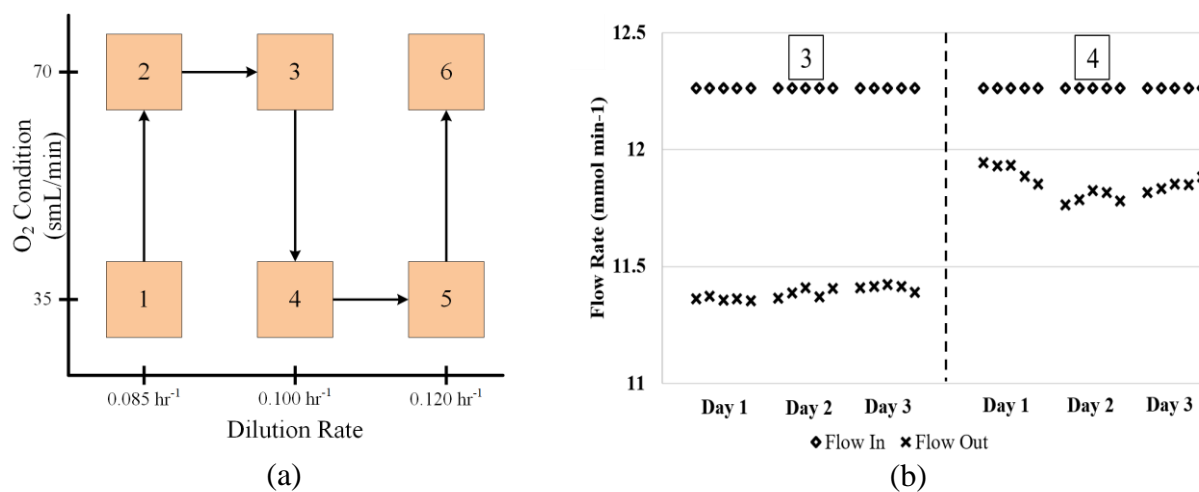 O₂ Condition
(smL/min)
70
35
2
3
6
1
4
5
0.085 hr⁻¹
0.100 hr⁻¹
0.120 hr⁻¹
Dilution Rate
(a)
Flow Rate (mmol min-1)
12.5
12
11.5
11
3
4
Day 1
Day 2
Day 3
Day 1
Day 2
Day 3
Flow In
Flow Out
(b)